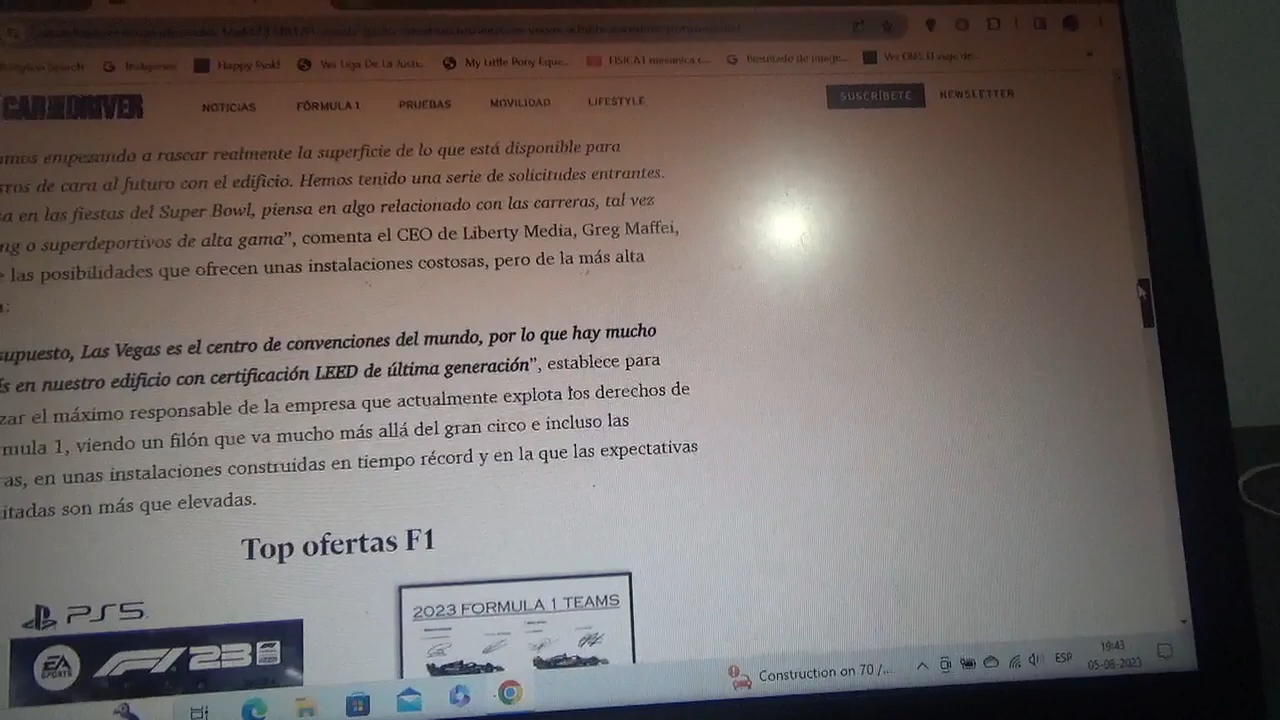 Happy Pink!
My Little Pony Eque...
CAR AND DRIVER
NOTICIAS
FÓRMULA 1
PRUEBAS
MOVILIDAD
LIFESTYLE
SUSCRÍBETE
NEWSLETTER
mos empesando a rascar realmente la superficie de lo que está disponible para
de cara al futuro con el edificio. Hemos tenido una serie de solicitudes entrantes.
en las fiestas del Super Bowl, piensa en algo relacionado con las carreras, tal vez
ng o superdeportivos de alta gama”, comenta el CEO de Liberty Media, Greg Maffei,
e las posibilidades que ofrecen unas instalaciones costosas, pero de la más alta
supuesto, Las Vegas es el centro de convenciones del mundo, por lo que hay mucho
és en nuestro edificio con certificación LEED de última generación”, establece para
zar el máximo responsable de la empresa que actualmente explota los derechos de
rmula 1, viendo un filón que va mucho más allá del gran circo e incluso las
as, en unas instalaciones construidas en tiempo récord y en la que las expectativas
itadas son más que elevadas.
Top ofertas F1
PS5
2023 FORMULA 1 TEAMS
EA SPORTS
F1 23
Construction on 70 /...
ESP
19:43
05-08-2023